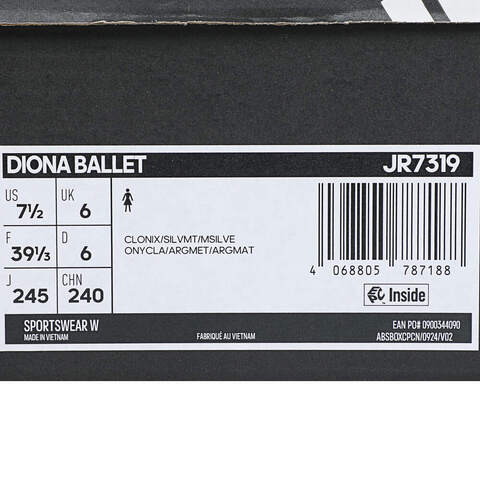 DIONA BALLET JR7319
US 7½ UK 6
F 39⅓ D 6
J 245 CHN 240
CLONIX/SILVMT/MSILVE
ONYCLA/ARGMET/ARGMAT
4 068805 787188
Inside
SPORTSWEAR W EAN PO# 0900344090
MADE IN VIETNAM FABRIQUÉ AU VIETNAM ABSBOXCPCN/0924/V02